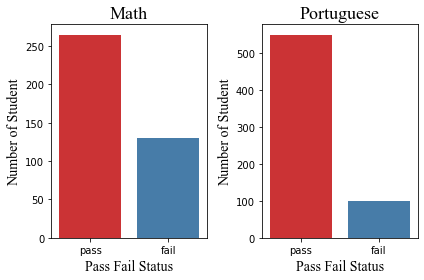 Math
Number of Student
250
200
150
100
50
0
pass
fail
Pass Fail Status
Portuguese
Number of Student
500
400
300
200
100
0
pass
fail
Pass Fail Status